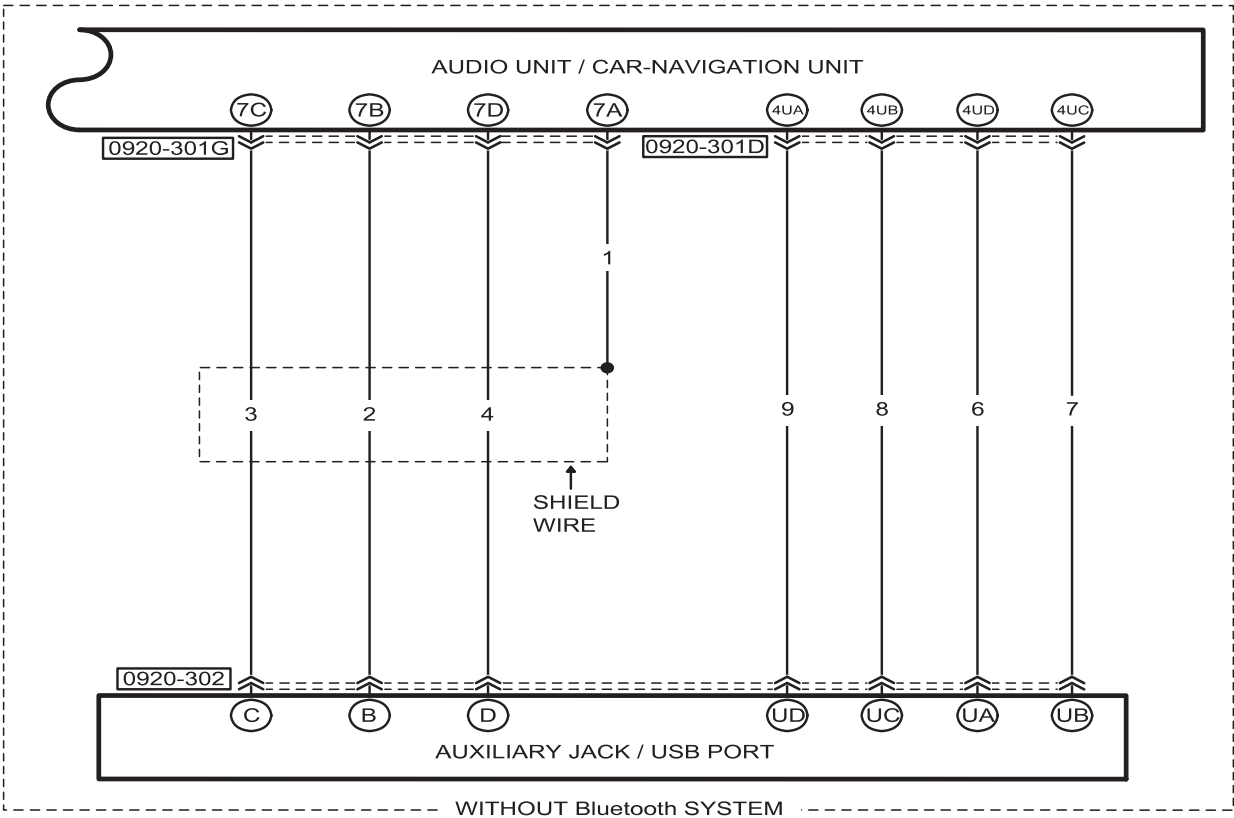 AUDIO UNIT / CAR-NAVIGATION UNIT
7C 7B 7D 7A 4UA 4UB 4UD 4UC
0920-301G 0920-301D
1
3 2 4 9 8 6 7
SHIELD
WIRE
0920-302
C B D UD UC UA UB
AUXILIARY JACK / USB PORT
WITHOUT Bluetooth SYSTEM